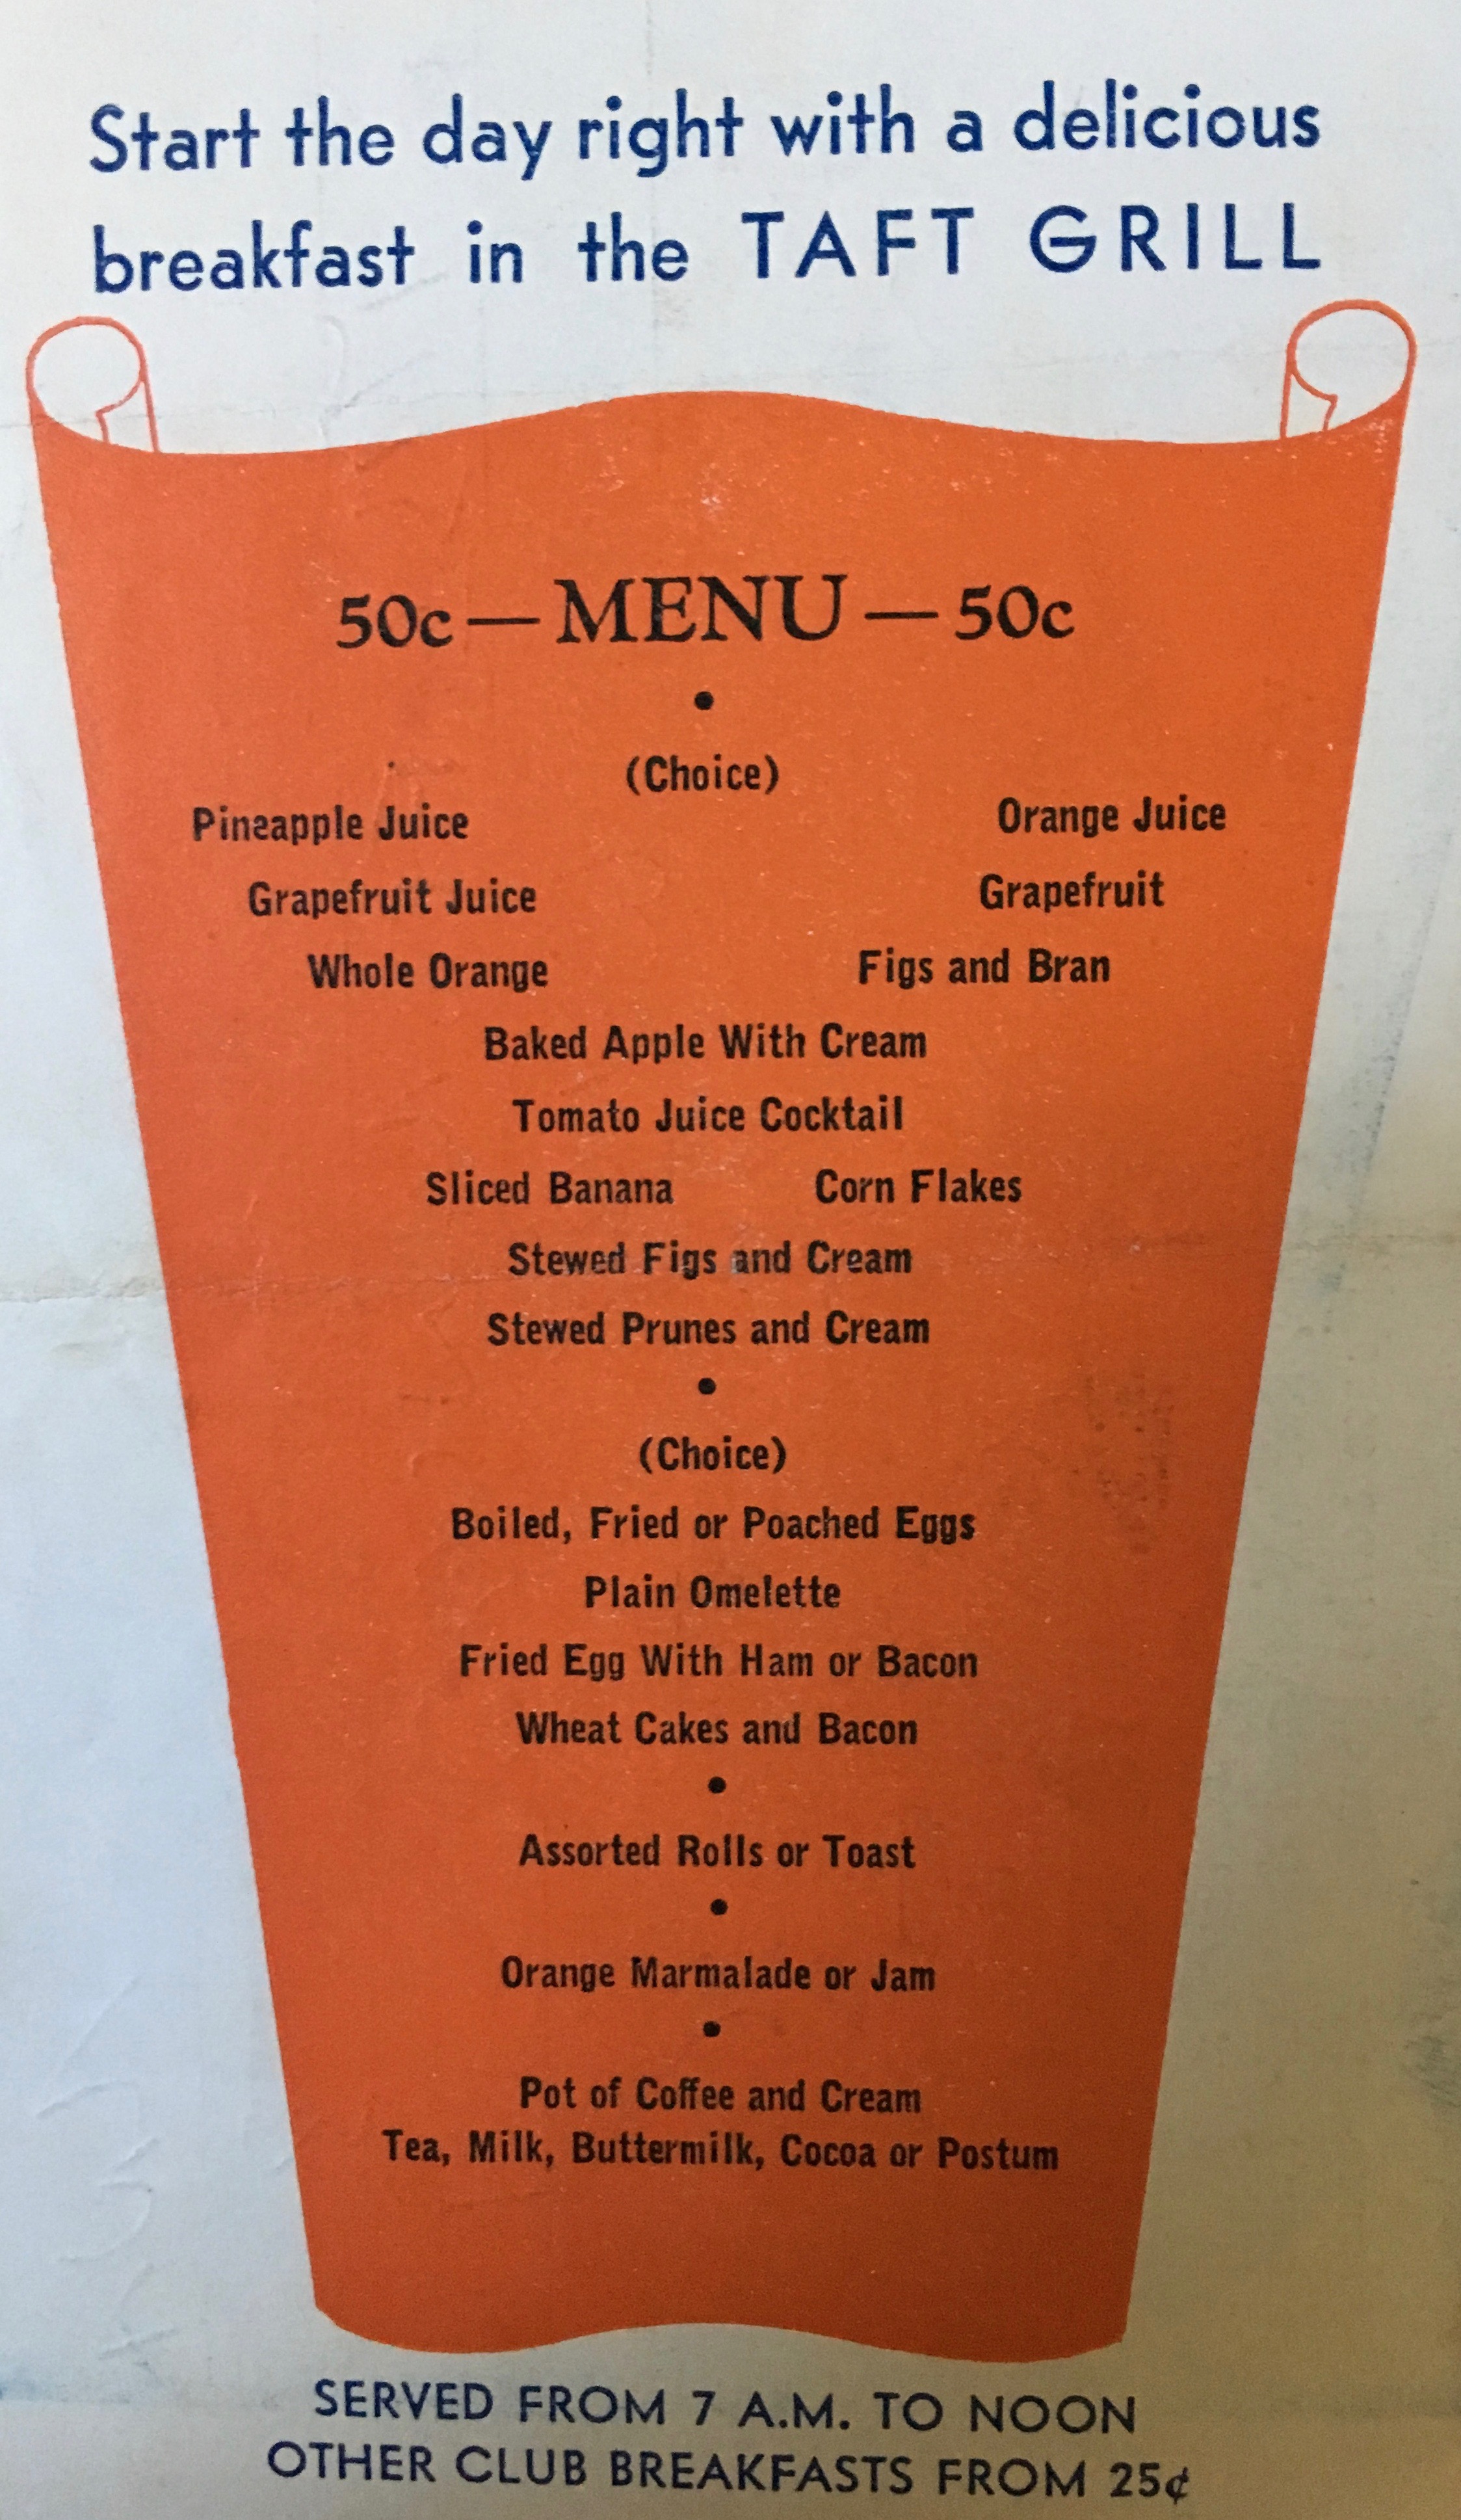 Start the day right with a delicious
breakfast in the TAFT GRILL
50c — MENU — 50c
•
(Choice)
Pineapple Juice Orange Juice
Grapefruit Juice Grapefruit
Whole Orange Figs and Bran
Baked Apple With Cream
Tomato Juice Cocktail
Sliced Banana Corn Flakes
Stewed Figs and Cream
Stewed Prunes and Cream
•
(Choice)
Boiled, Fried or Poached Eggs
Plain Omelette
Fried Egg With Ham or Bacon
Wheat Cakes and Bacon
•
Assorted Rolls or Toast
•
Orange Marmalade or Jam
•
Pot of Coffee and Cream
Tea, Milk, Buttermilk, Cocoa or Postum
SERVED FROM 7 A.M. TO NOON
OTHER CLUB BREAKFASTS FROM 25¢